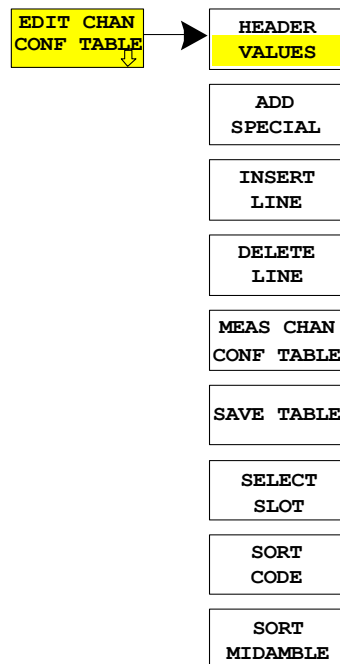 EDIT CHAN
CONF TABLE
HEADER
VALUES
ADD
SPECIAL
INSERT
LINE
DELETE
LINE
MEAS CHAN
CONF TABLE
SAVE TABLE
SELECT
SLOT
SORT
CODE
SORT
MIDAMBLE